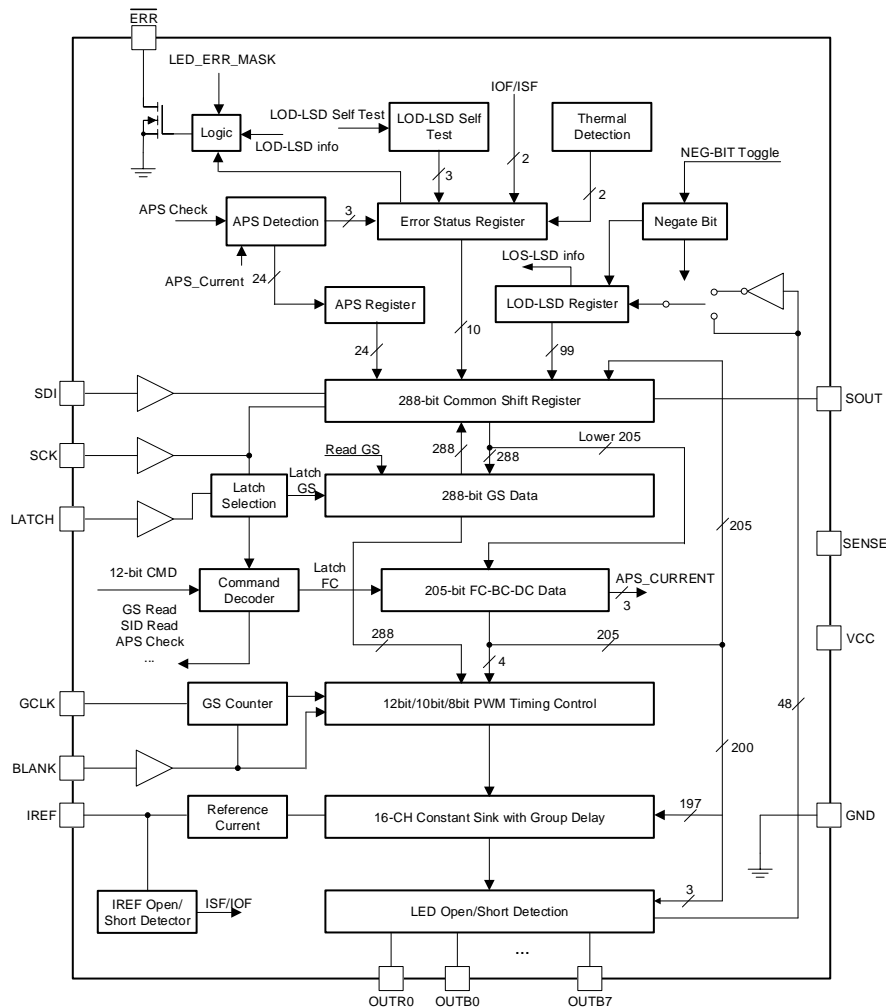 ERR
LED_ERR_MASK
IOF/ISF
LOD-LSD Self Test
LOD-LSD Self
Test
Thermal
Detection
Logic
LOD-LSD info
NEG-BIT Toggle
2
3
2
APS Check
APS Detection
3
Error Status Register
Negate Bit
LOS-LSD info
APS_Current
24
APS Register
LOD-LSD Register
10
24
99
SDI
288-bit Common Shift Register
SOUT
SCK
Read GS
288
288
Lower 205
Latch
GS
Latch
Selection
288-bit GS Data
LATCH
205
SENSE
12-bit CMD
Command
Decoder
Latch
FC
205-bit FC-BC-DC Data
APS_CURRENT
3
GS Read
SID Read
APS Check
...
288
205
4
VCC
GCLK
GS Counter
12bit/10bit/8bit PWM Timing Control
48
BLANK
200
IREF
Reference
Current
16-CH Constant Sink with Group Delay
197
GND
IREF Open/
Short Detector
ISF/IOF
LED Open/Short Detection
3
...
OUTR0
OUTB0
OUTB7